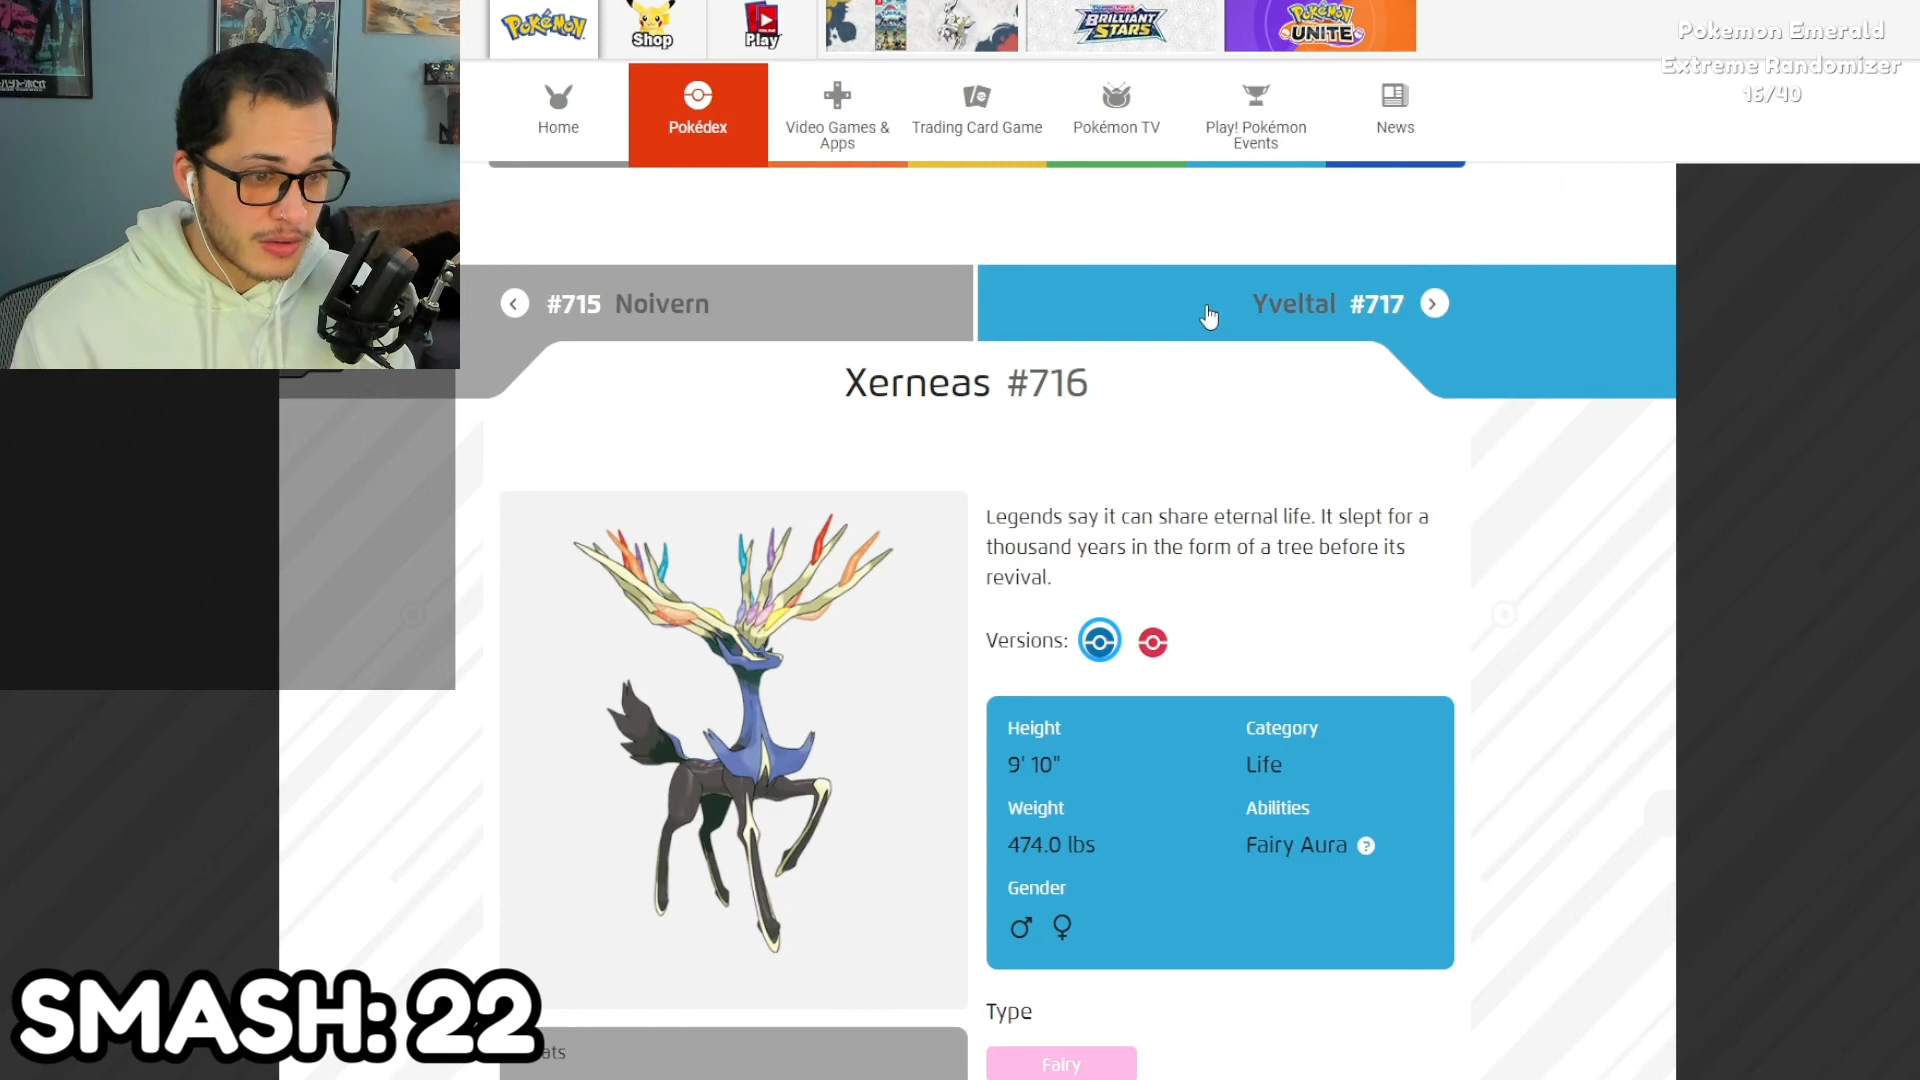 Pokémon
Shop
Play!
BRILLIANT
STARS
POKÉMON
UNITE
Pokemon Emerald
Extreme Randomizer
16/40
Home
Pokédex
Video Games &
Apps
Trading Card Game
Pokémon TV
Play! Pokémon
Events
News
#715 Noivern
Yveltal #717
Xerneas #716
Legends say it can share eternal life. It slept for a
thousand years in the form of a tree before its
revival.
Versions:
Height
9' 10"
Category
Life
Weight
474.0 lbs
Abilities
Fairy Aura ?
Gender
Type
Fairy
ats
SMASH: 22